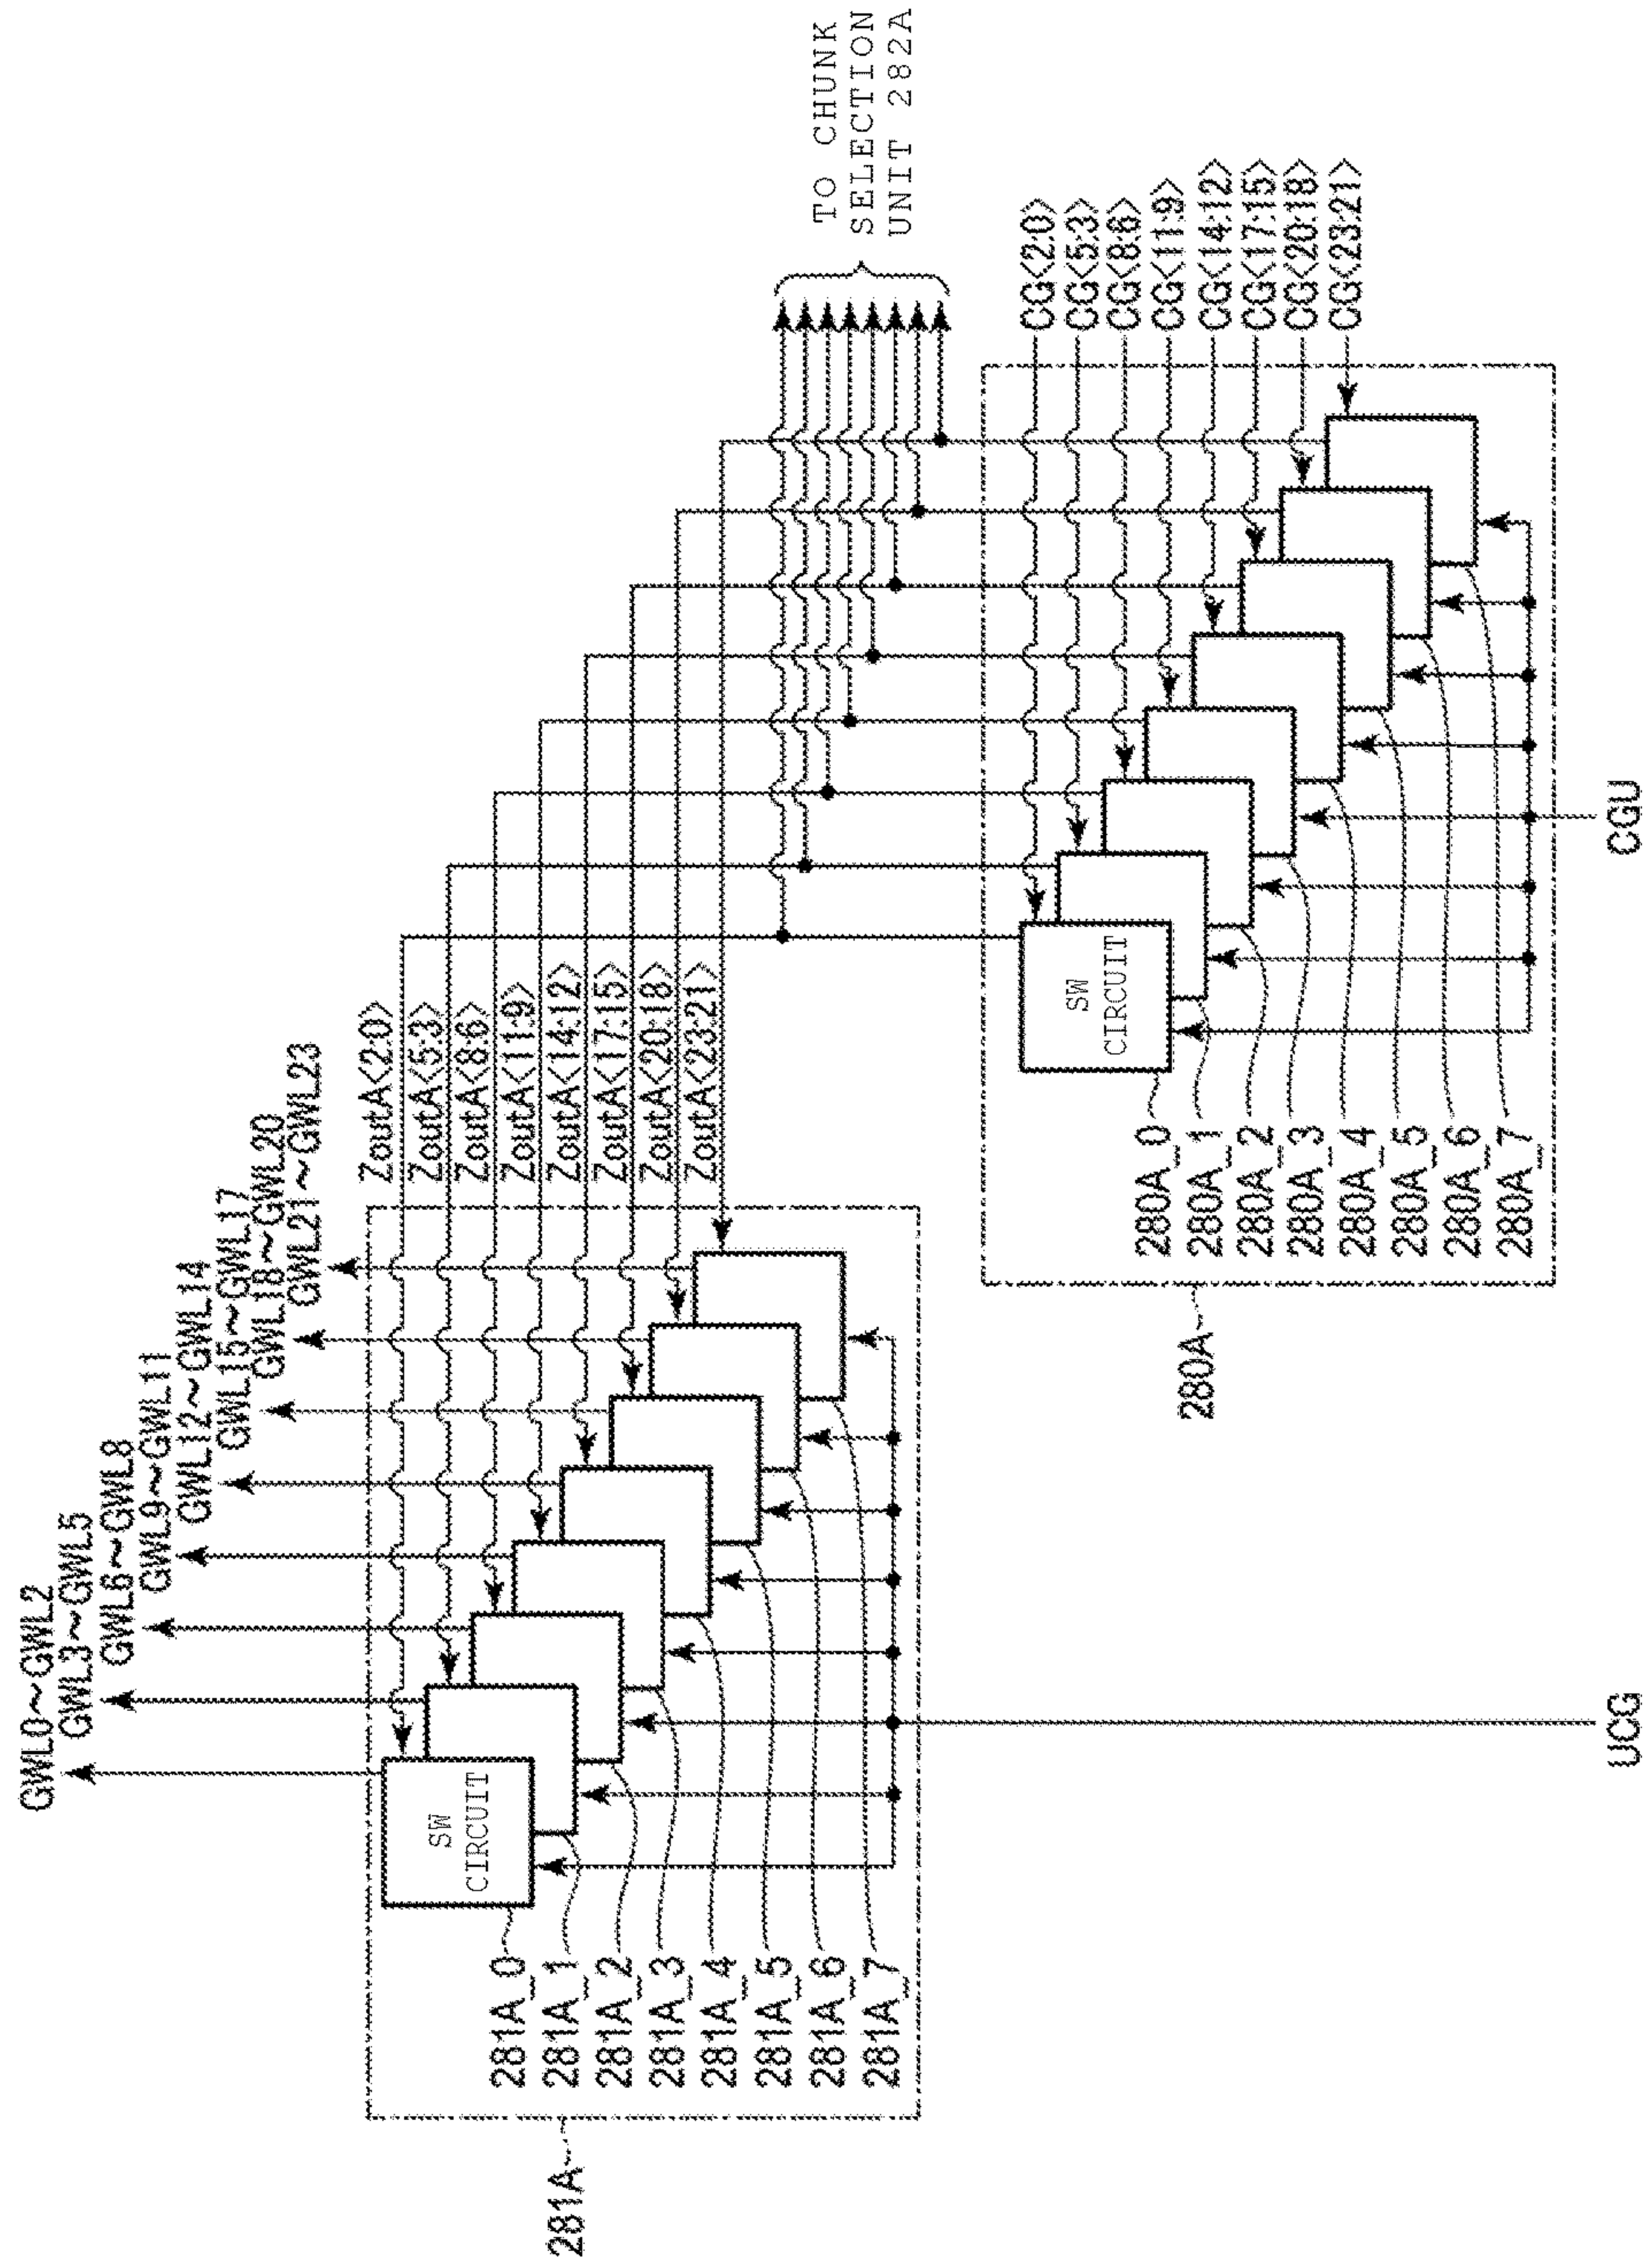 GWL0~GWL2
GWL3~GWL5
GWL6~GWL8
GWL9~GWL11
GWL12~GWL14
GWL15~GWL17
GWL18~GWL20
GWL21~GWL23
ZoutA<2:0>
ZoutA<5:3>
ZoutA<8:6>
ZoutA<11:9>
ZoutA<14:12>
ZoutA<17:15>
ZoutA<20:18>
ZoutA<23:21>
TO CHUNK
SELECTION
UNIT 282A
281A
SW
CIRCUIT
281A_0
281A_1
281A_2
281A_3
281A_4
281A_5
281A_6
281A_7
UCG
CG<2:0>
CG<5:3>
CG<8:6>
CG<11:9>
CG<14:12>
CG<17:15>
CG<20:18>
CG<23:21>
280A
SW
CIRCUIT
280A_0
280A_1
280A_2
280A_3
280A_4
280A_5
280A_6
280A_7
CGU